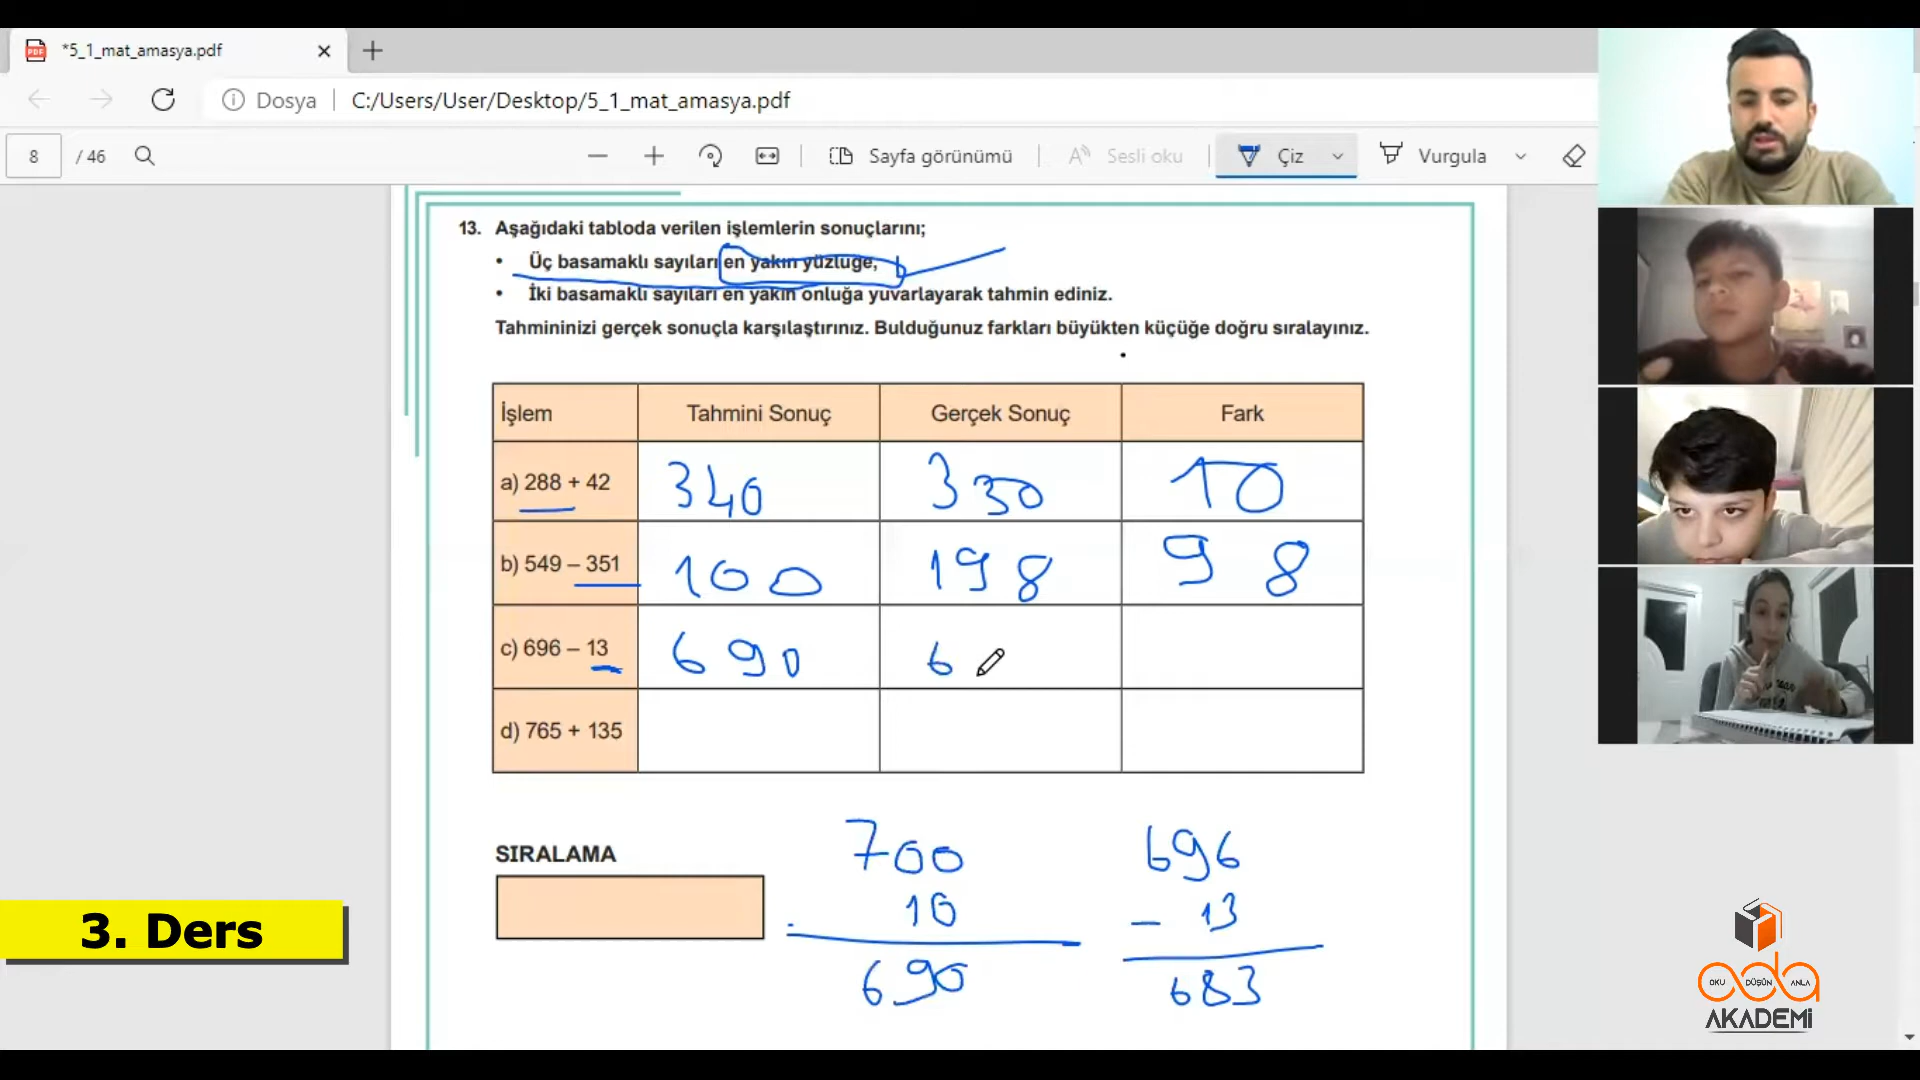 *5_1_mat_amasya.pdf
Dosya
C:/Users/User/Desktop/5_1_mat_amasya.pdf
8 / 46
Sayfa görünümü
Sesli oku
Çiz
Vurgula
13. Aşağıdaki tabloda verilen işlemlerin sonuçlarını;
• Üç basamaklı sayıları en yakın yüzlüğe,
• İki basamaklı sayıları en yakın onluğa yuvarlayarak tahmin ediniz.
Tahmininizi gerçek sonuçla karşılaştırınız. Bulduğunuz farkları büyükten küçüğe doğru sıralayınız.
İşlem Tahmini Sonuç Gerçek Sonuç Fark
a) 288 + 42 340 330 10
b) 549 – 351 100 198 98
c) 696 – 13 690 6
d) 765 + 135
SIRALAMA
700
10
690
696
– 13
683
3. Ders
oda
OKU DÜŞÜN ANLA
AKADEMİ